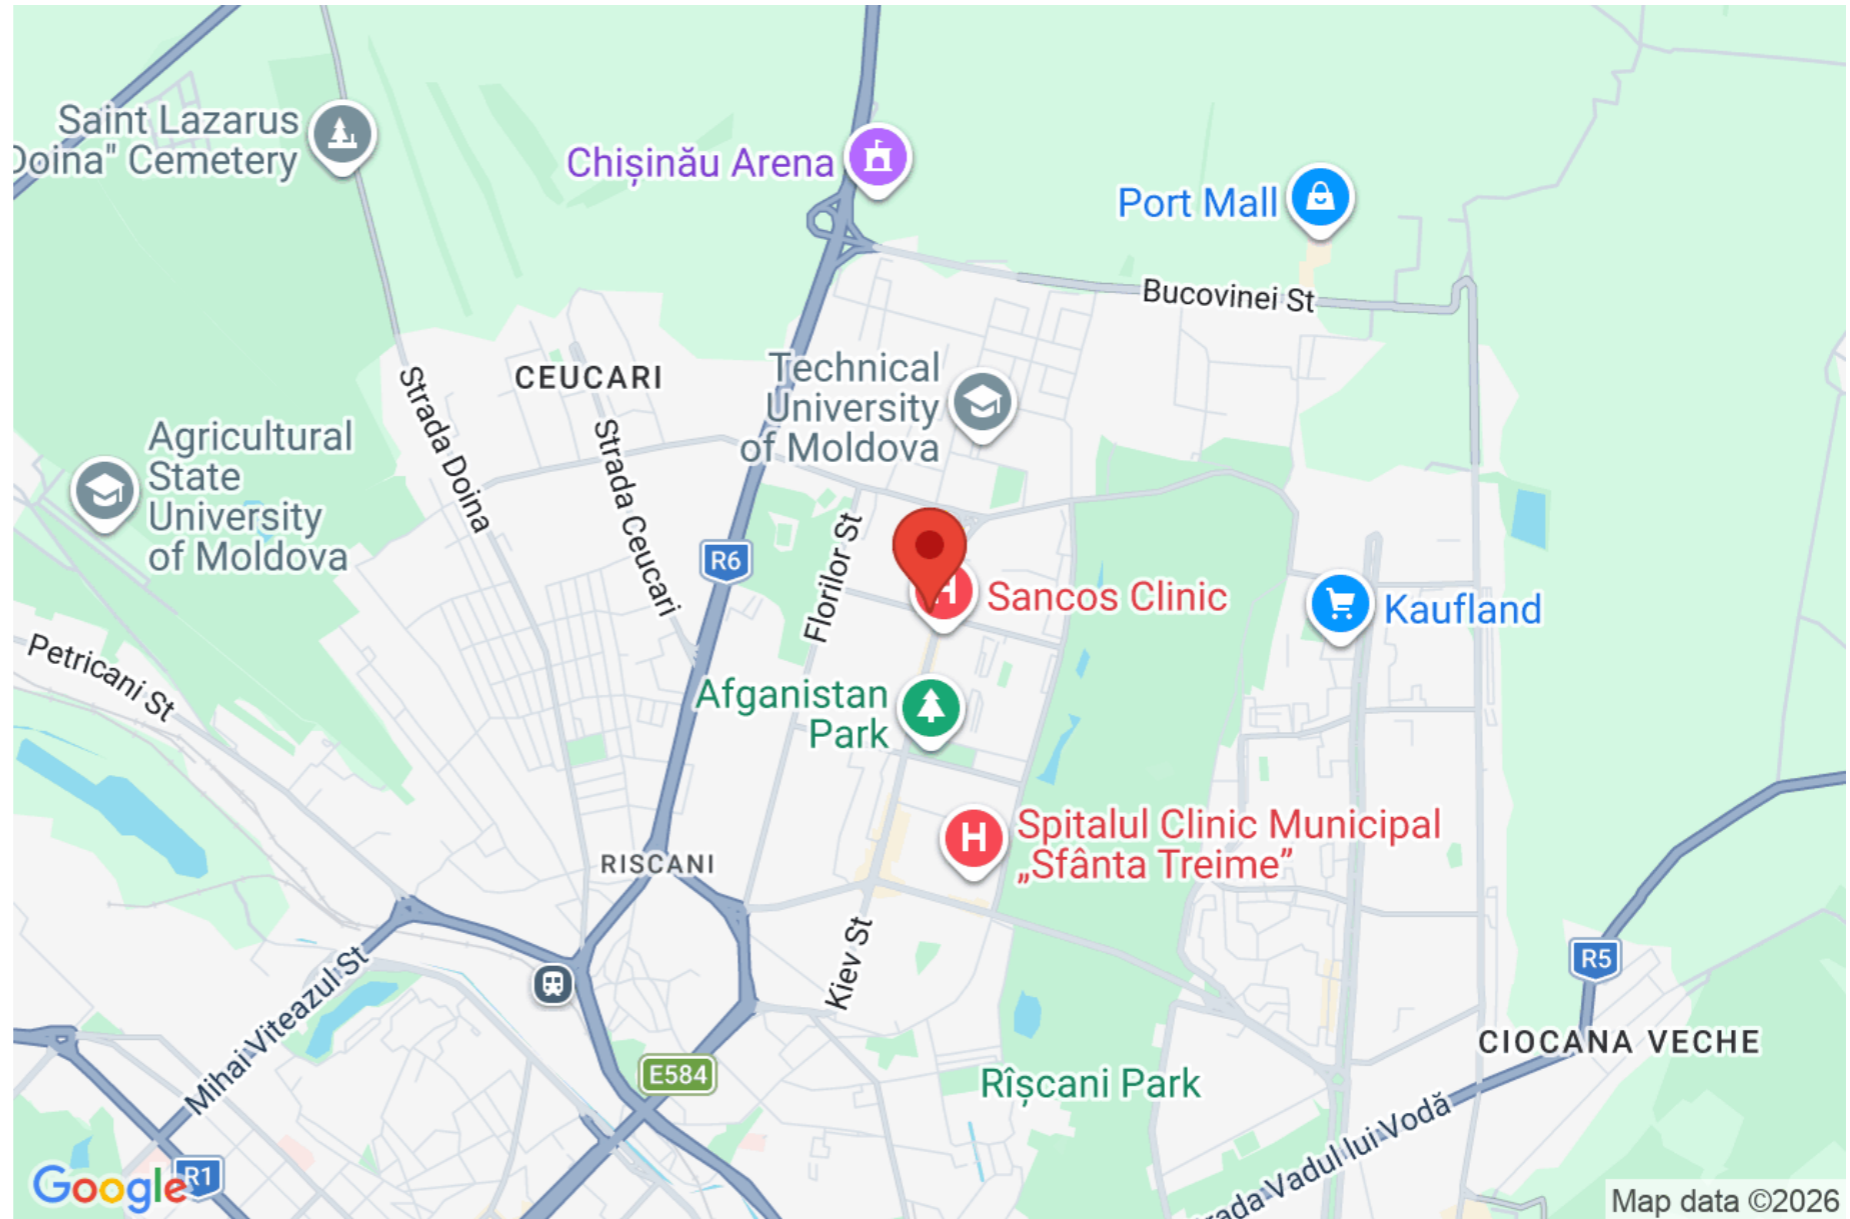 Saint Lazarus
Doina" Cemetery
Chișinău Arena
Port Mall
Bucovinei St
CEUCARI
Technical
University
of Moldova
Strada Doina
Strada Ceucari
Agricultural
State
University
of Moldova
Florilor St
R6
H
Sancos Clinic
Kaufland
Petricani St
Afganistan
Park
H
Spitalul Clinic Municipal
„Sfânta Treime”
RISCANI
Kiev St
R5
Mihai Viteazul St
CIOCANA VECHE
E584
Rîșcani Park
rada Vadul lui Vodă
R1
Google
Map data ©2026